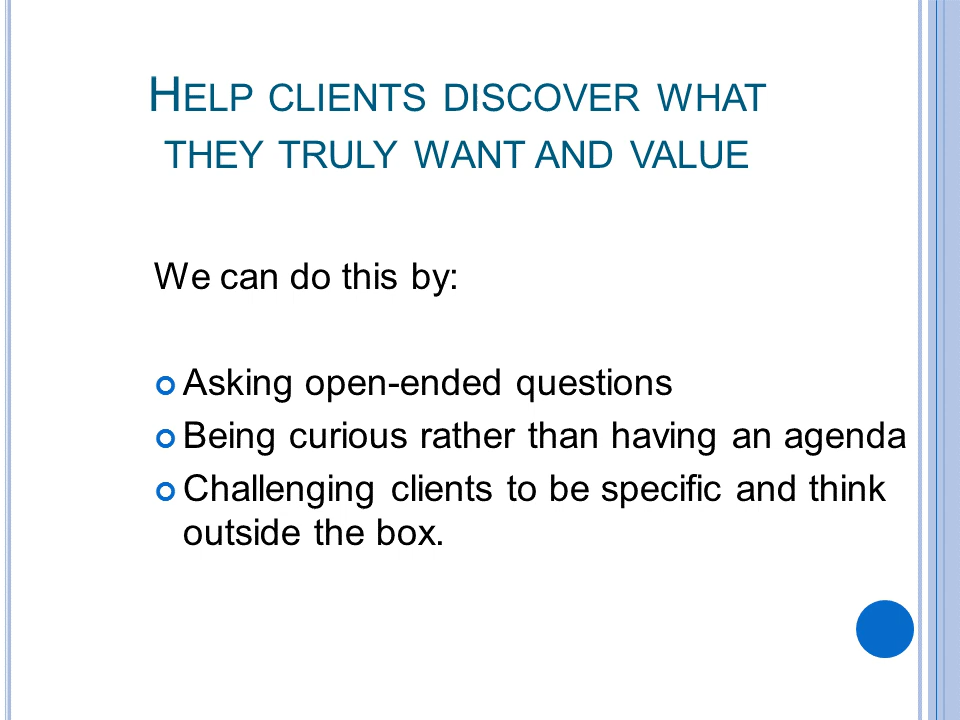 Help clients discover what
they truly want and value
We can do this by:
Asking open-ended questions
Being curious rather than having an agenda
Challenging clients to be specific and think
outside the box.